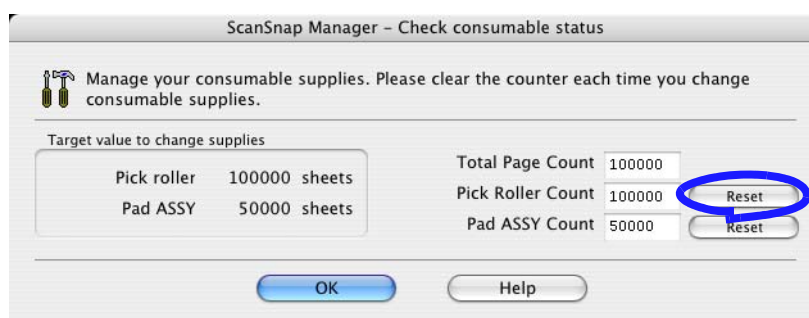 ScanSnap Manager – Check consumable status
Manage your consumable supplies. Please clear the counter each time you change
consumable supplies.
Target value to change supplies
Pick roller 100000 sheets
Pad ASSY 50000 sheets
Total Page Count 100000
Pick Roller Count 100000 Reset
Pad ASSY Count 50000 Reset
OK Help